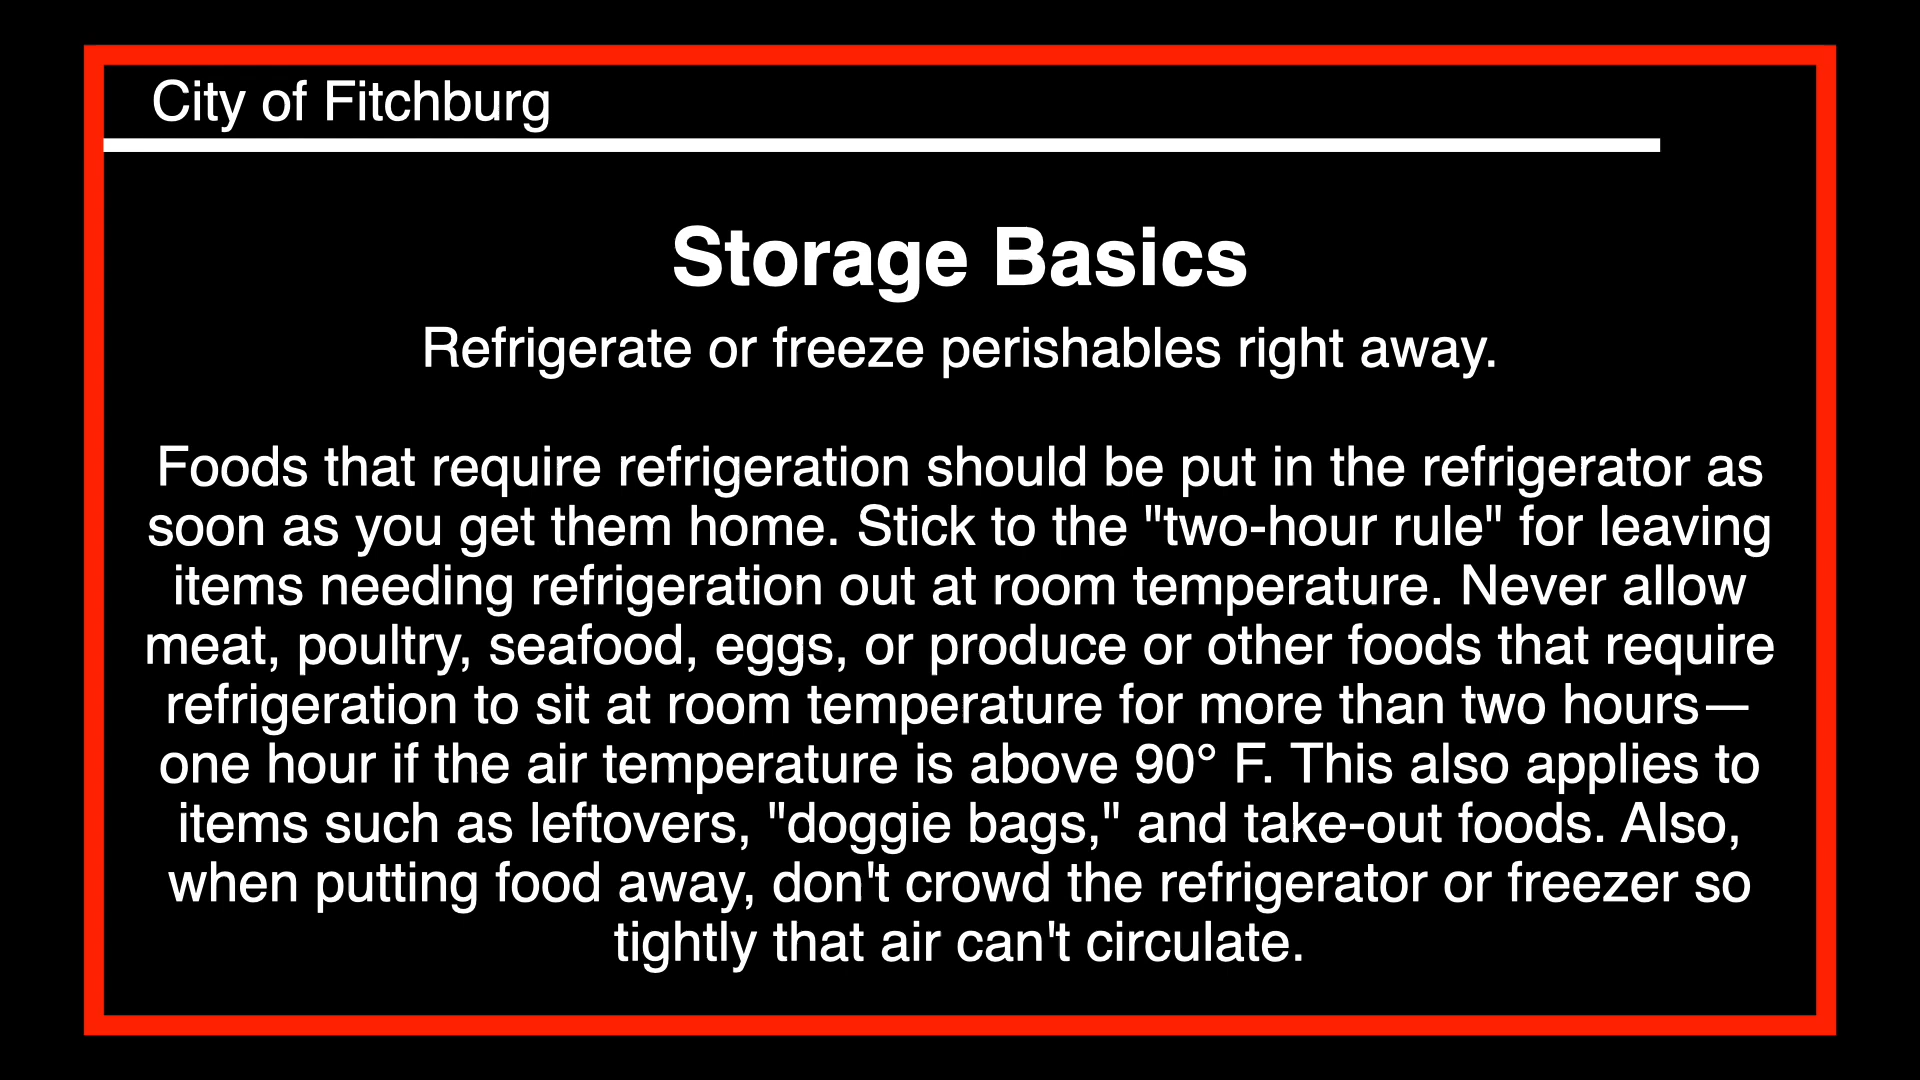 City of Fitchburg
Storage Basics
Refrigerate or freeze perishables right away.
Foods that require refrigeration should be put in the refrigerator as
soon as you get them home. Stick to the "two-hour rule" for leaving
items needing refrigeration out at room temperature. Never allow
meat, poultry, seafood, eggs, or produce or other foods that require
refrigeration to sit at room temperature for more than two hours—
one hour if the air temperature is above 90° F. This also applies to
items such as leftovers, "doggie bags," and take-out foods. Also,
when putting food away, don't crowd the refrigerator or freezer so
tightly that air can't circulate.